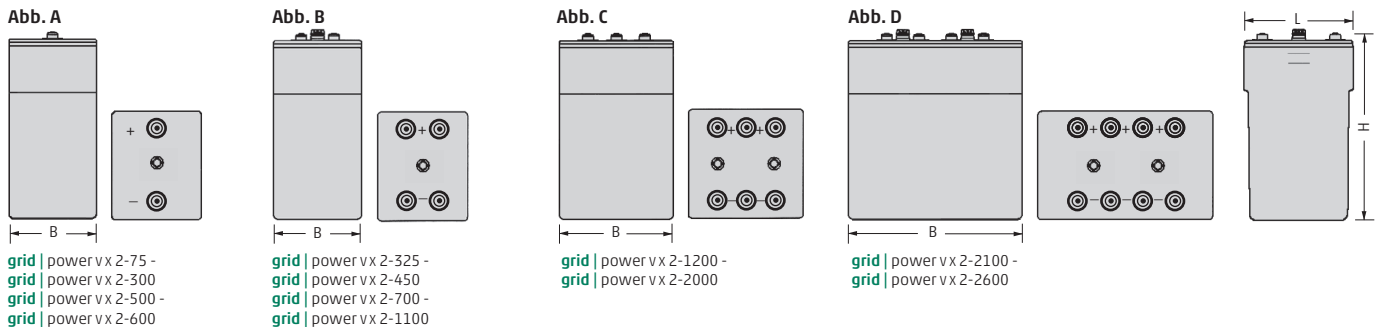 Abb. A
Abb. B
Abb. C
Abb. D
L
+
−
+
−
+ +
− −
+ + +
− − −
H
B
B
B
B
grid | power v x 2-75 -
grid | power v x 2-300
grid | power v x 2-500 -
grid | power v x 2-600
grid | power v x 2-325 -
grid | power v x 2-450
grid | power v x 2-700 -
grid | power v x 2-1100
grid | power v x 2-1200 -
grid | power v x 2-2000
grid | power v x 2-2100 -
grid | power v x 2-2600